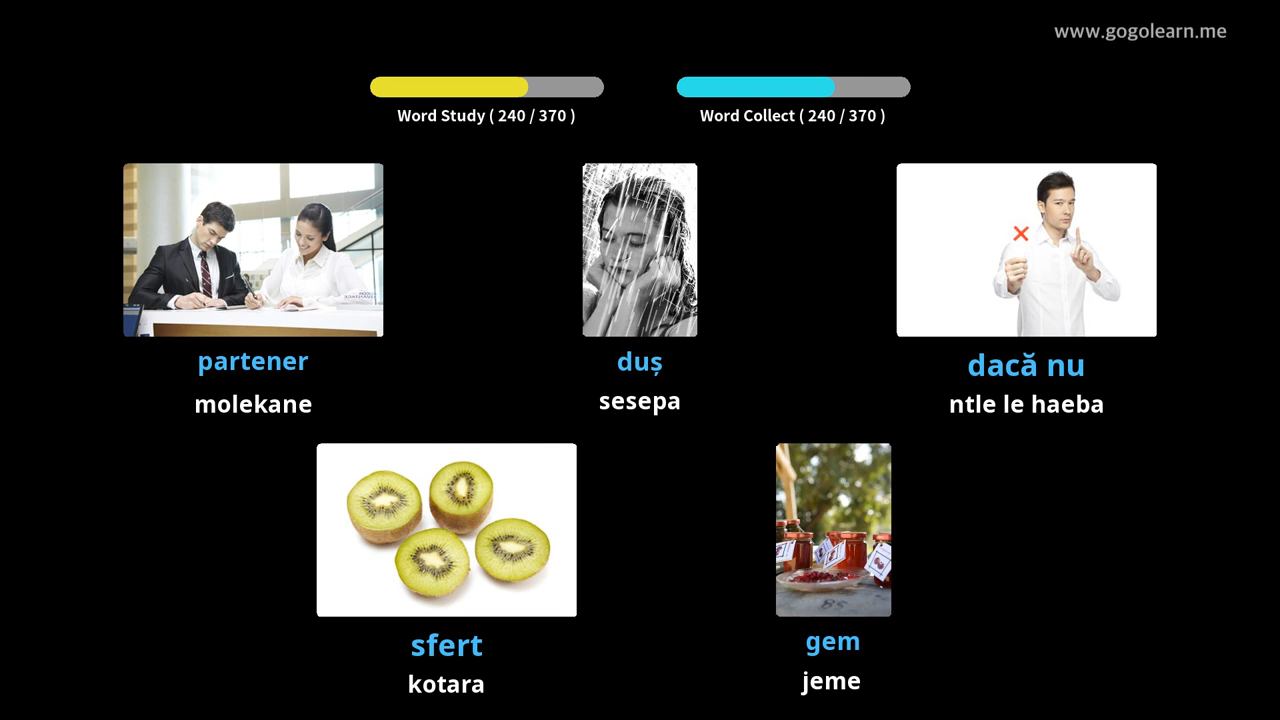 www.gogolearn.me
Word Study ( 240 / 370 )
Word Collect ( 240 / 370 )
partener
molekane
duș
sesepa
dacă nu
ntle le haeba
sfert
kotara
gem
jeme